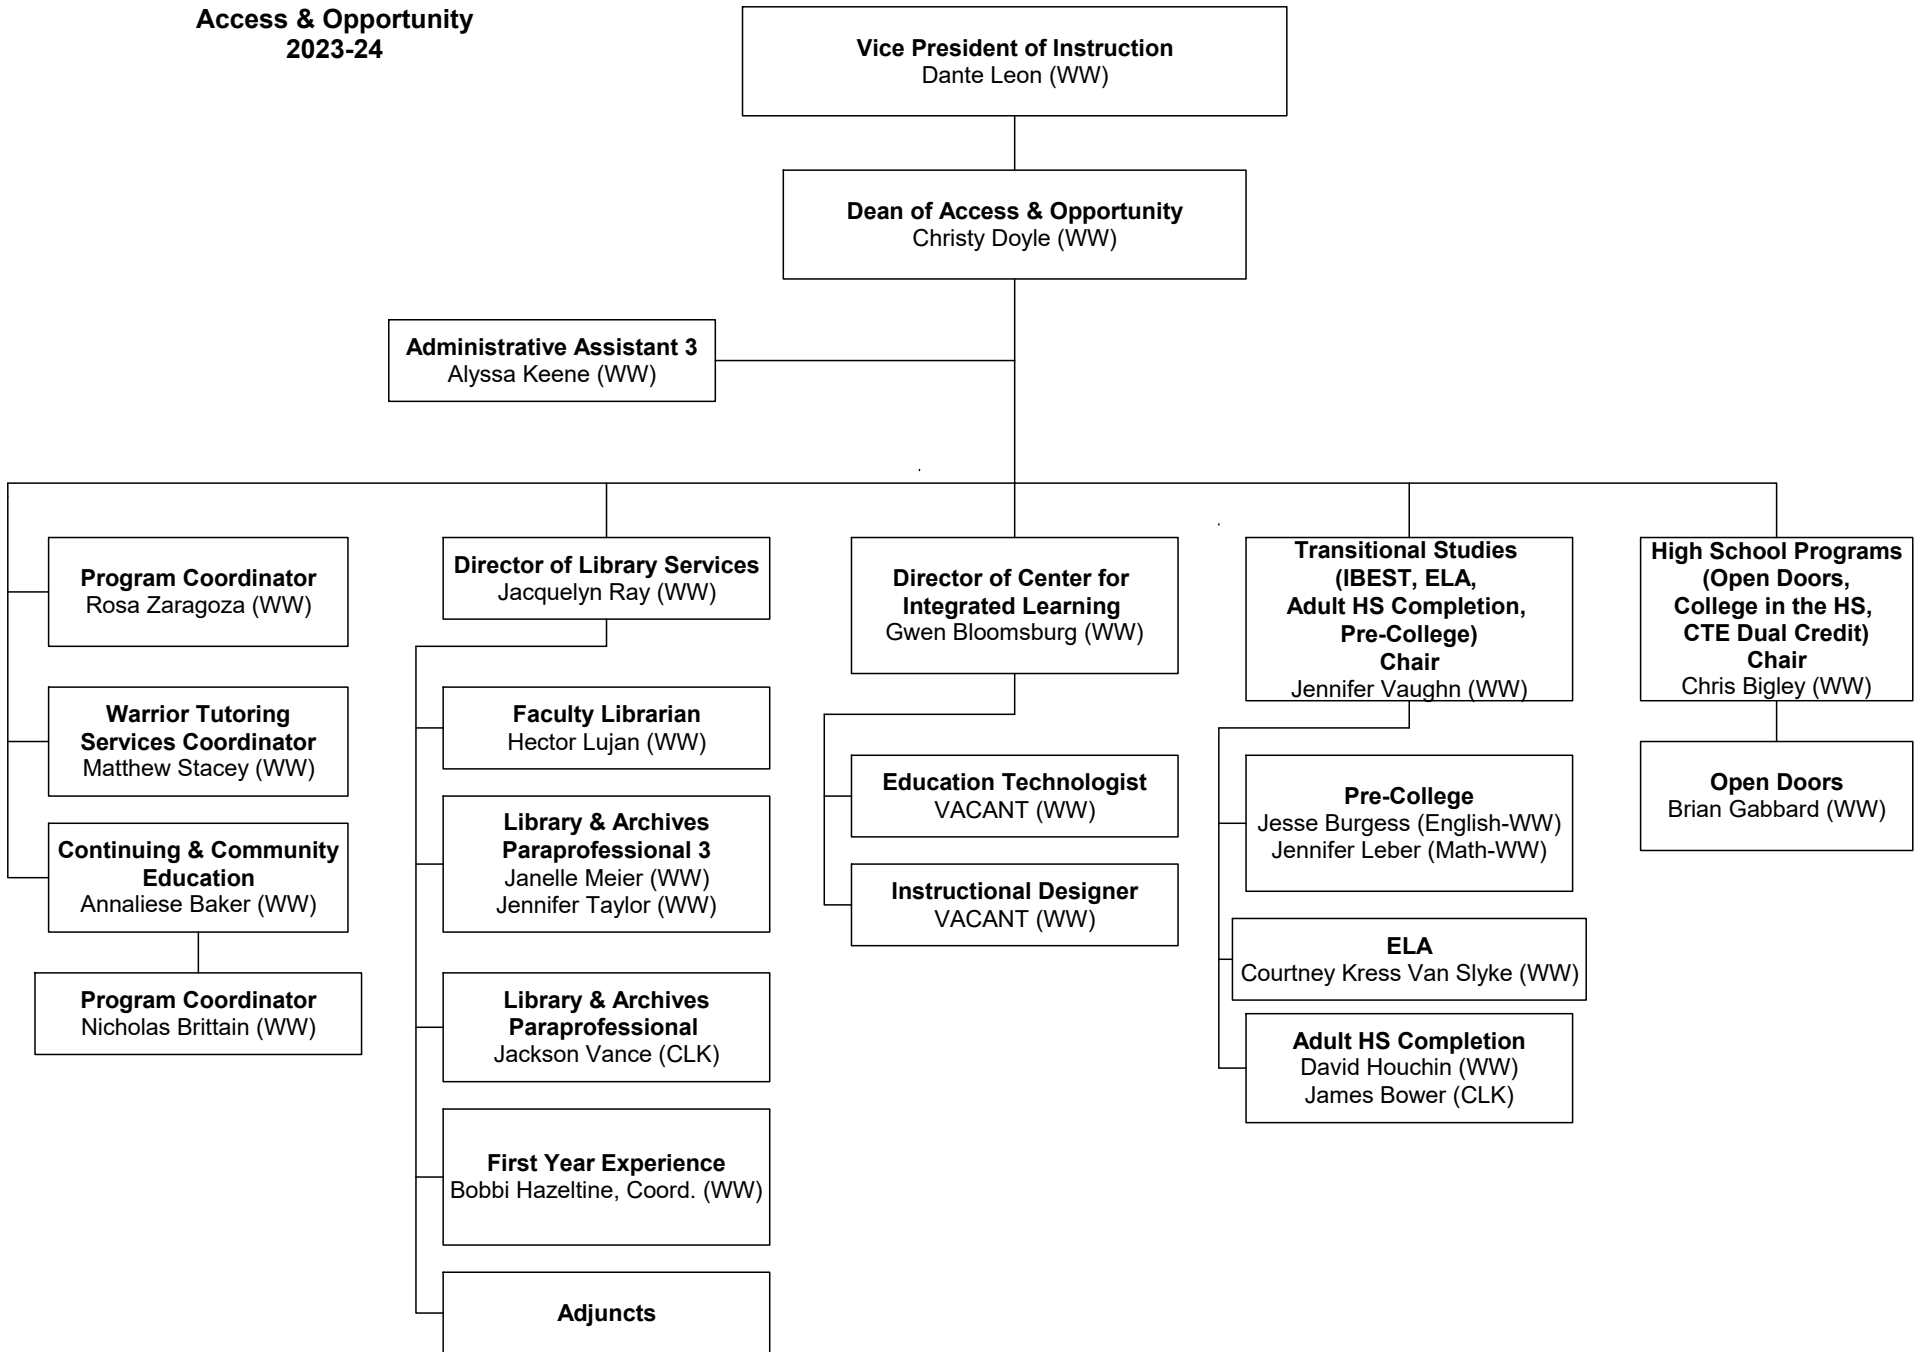 Access & Opportunity
2023-24
Vice President of Instruction
Dante Leon (WW)
Dean of Access & Opportunity
Christy Doyle (WW)
Administrative Assistant 3
Alyssa Keene (WW)
Program Coordinator
Rosa Zaragoza (WW)
Warrior Tutoring
Services Coordinator
Matthew Stacey (WW)
Continuing & Community
Education
Annaliese Baker (WW)
Program Coordinator
Nicholas Brittain (WW)
Director of Library Services
Jacquelyn Ray (WW)
Faculty Librarian
Hector Lujan (WW)
Library & Archives
Paraprofessional 3
Janelle Meier (WW)
Jennifer Taylor (WW)
Library & Archives
Paraprofessional
Jackson Vance (CLK)
First Year Experience
Bobbi Hazeltine, Coord. (WW)
Adjuncts
Director of Center for
Integrated Learning
Gwen Bloomsburg (WW)
Education Technologist
VACANT (WW)
Instructional Designer
VACANT (WW)
Transitional Studies
(IBEST, ELA,
Adult HS Completion,
Pre-College)
Chair
Jennifer Vaughn (WW)
Pre-College
Jesse Burgess (English-WW)
Jennifer Leber (Math-WW)
ELA
Courtney Kress Van Slyke (WW)
Adult HS Completion
David Houchin (WW)
James Bower (CLK)
High School Programs
(Open Doors,
College in the HS,
CTE Dual Credit)
Chair
Chris Bigley (WW)
Open Doors
Brian Gabbard (WW)